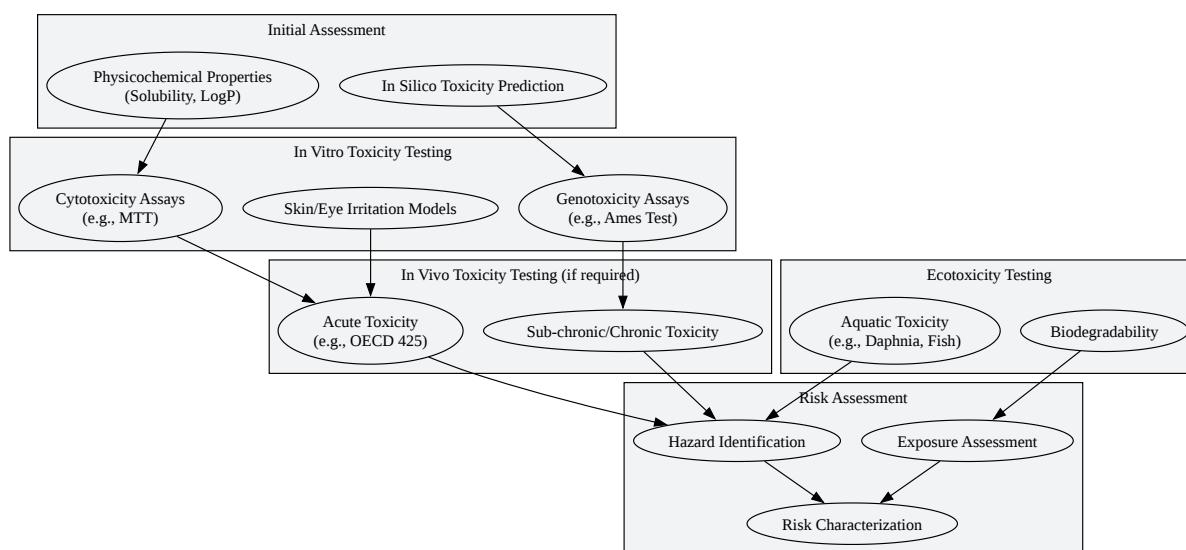 Initial Assessment
Physicochemical Properties
(Solubility, LogP)
In Silico Toxicity Prediction
In Vitro Toxicity Testing
Cytotoxicity Assays
(e.g., MTT)
Skin/Eye Irritation Models
Genotoxicity Assays
(e.g., Ames Test)
In Vivo Toxicity Testing (if required)
Acute Toxicity
(e.g., OECD 425)
Sub-chronic/Chronic Toxicity
Ecotoxicity Testing
Aquatic Toxicity
(e.g., Daphnia, Fish)
Biodegradability
Risk Assessment
Hazard Identification
Exposure Assessment
Risk Characterization